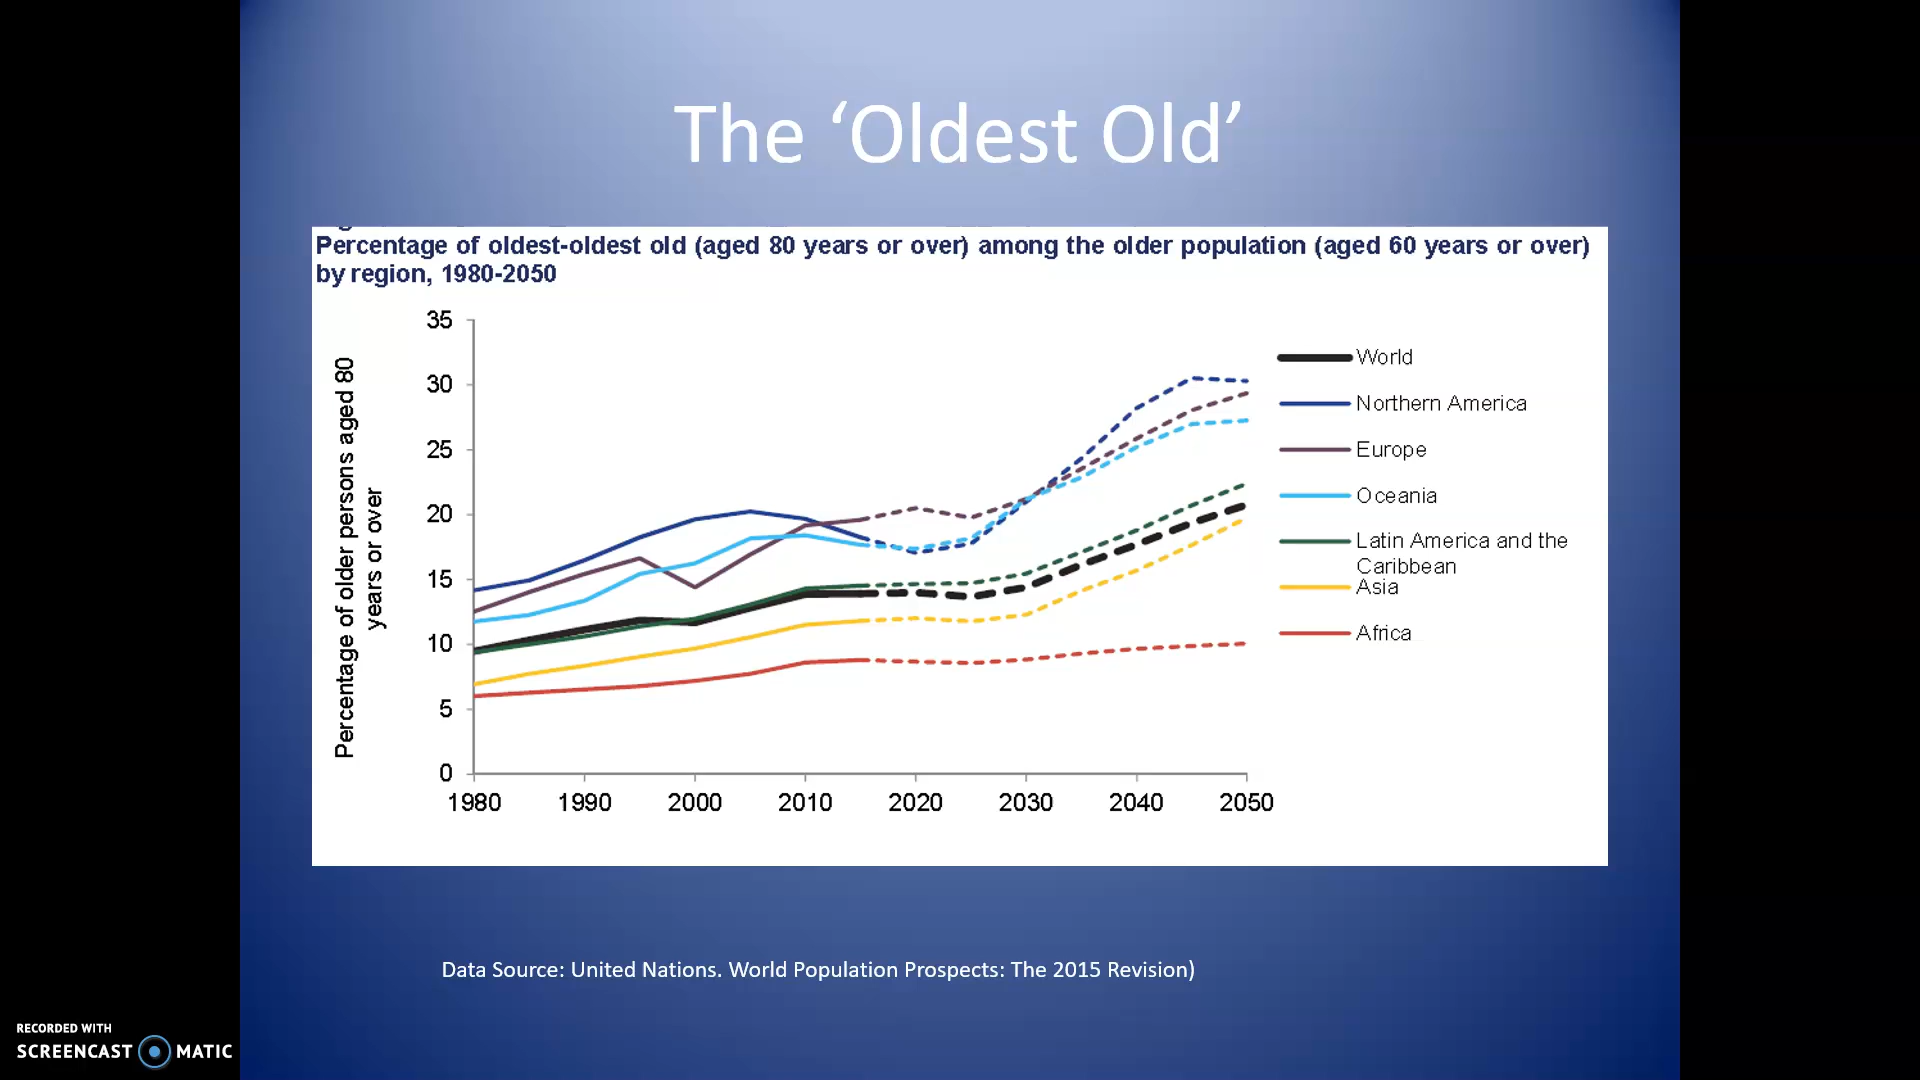 The ‘Oldest Old’
Percentage of oldest-oldest old (aged 80 years or over) among the older population (aged 60 years or over)
by region, 1980-2050
Percentage of older persons aged 80
years or over
35
30
25
20
15
10
5
0
1980 1990 2000 2010 2020 2030 2040 2050
World
Northern America
Europe
Oceania
Latin America and the
Caribbean
Asia
Africa
Data Source: United Nations. World Population Prospects: The 2015 Revision)
RECORDED WITH
SCREENCAST MATIC